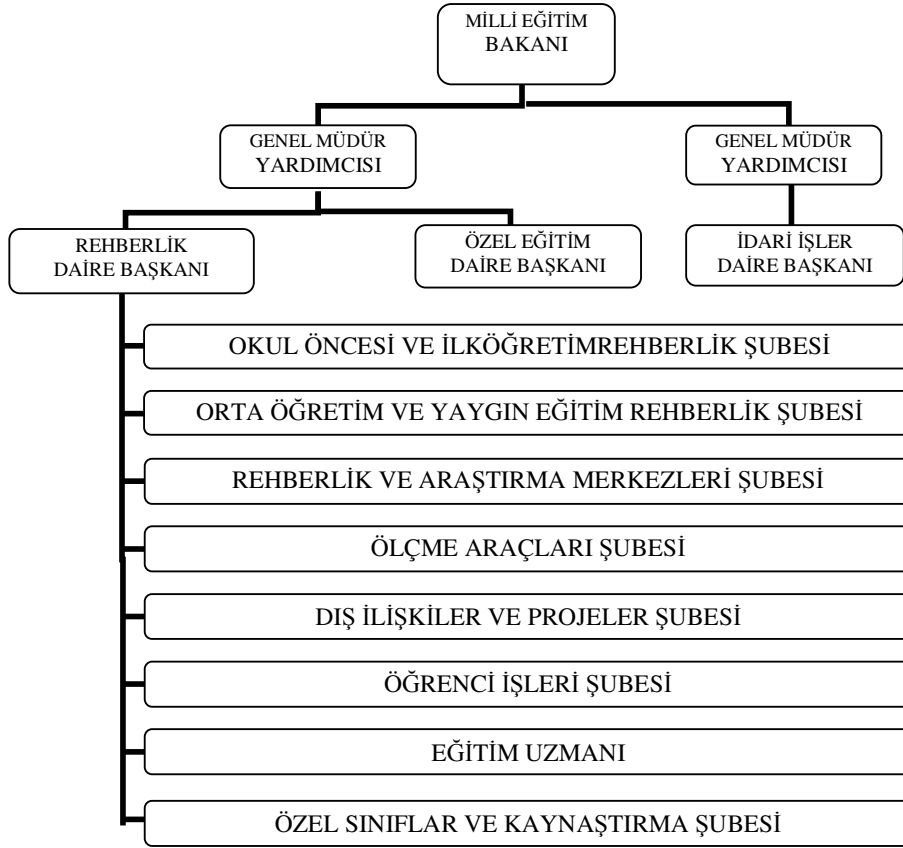 MİLLİ EĞİTİM
BAKANI
GENEL MÜDÜR
YARDIMCISI
GENEL MÜDÜR
YARDIMCISI
REHBERLİK
DAİRE BAŞKANI
ÖZEL EĞİTİM
DAİRE BAŞKANI
İDARİ İŞLER
DAİRE BAŞKANI
OKUL ÖNCESİ VE İLKÖĞRETİMREHBERLİK ŞUBESİ
ORTA ÖĞRETİM VE YAYGIN EĞİTİM REHBERLİK ŞUBESİ
REHBERLİK VE ARAŞTIRMA MERKEZLERİ ŞUBESİ
ÖLÇME ARAÇLARI ŞUBESİ
DIŞ İLİŞKİLER VE PROJELER ŞUBESİ
ÖĞRENCİ İŞLERİ ŞUBESİ
EĞİTİM UZMANI
ÖZEL SINIFLAR VE KAYNAŞTIRMA ŞUBESİ